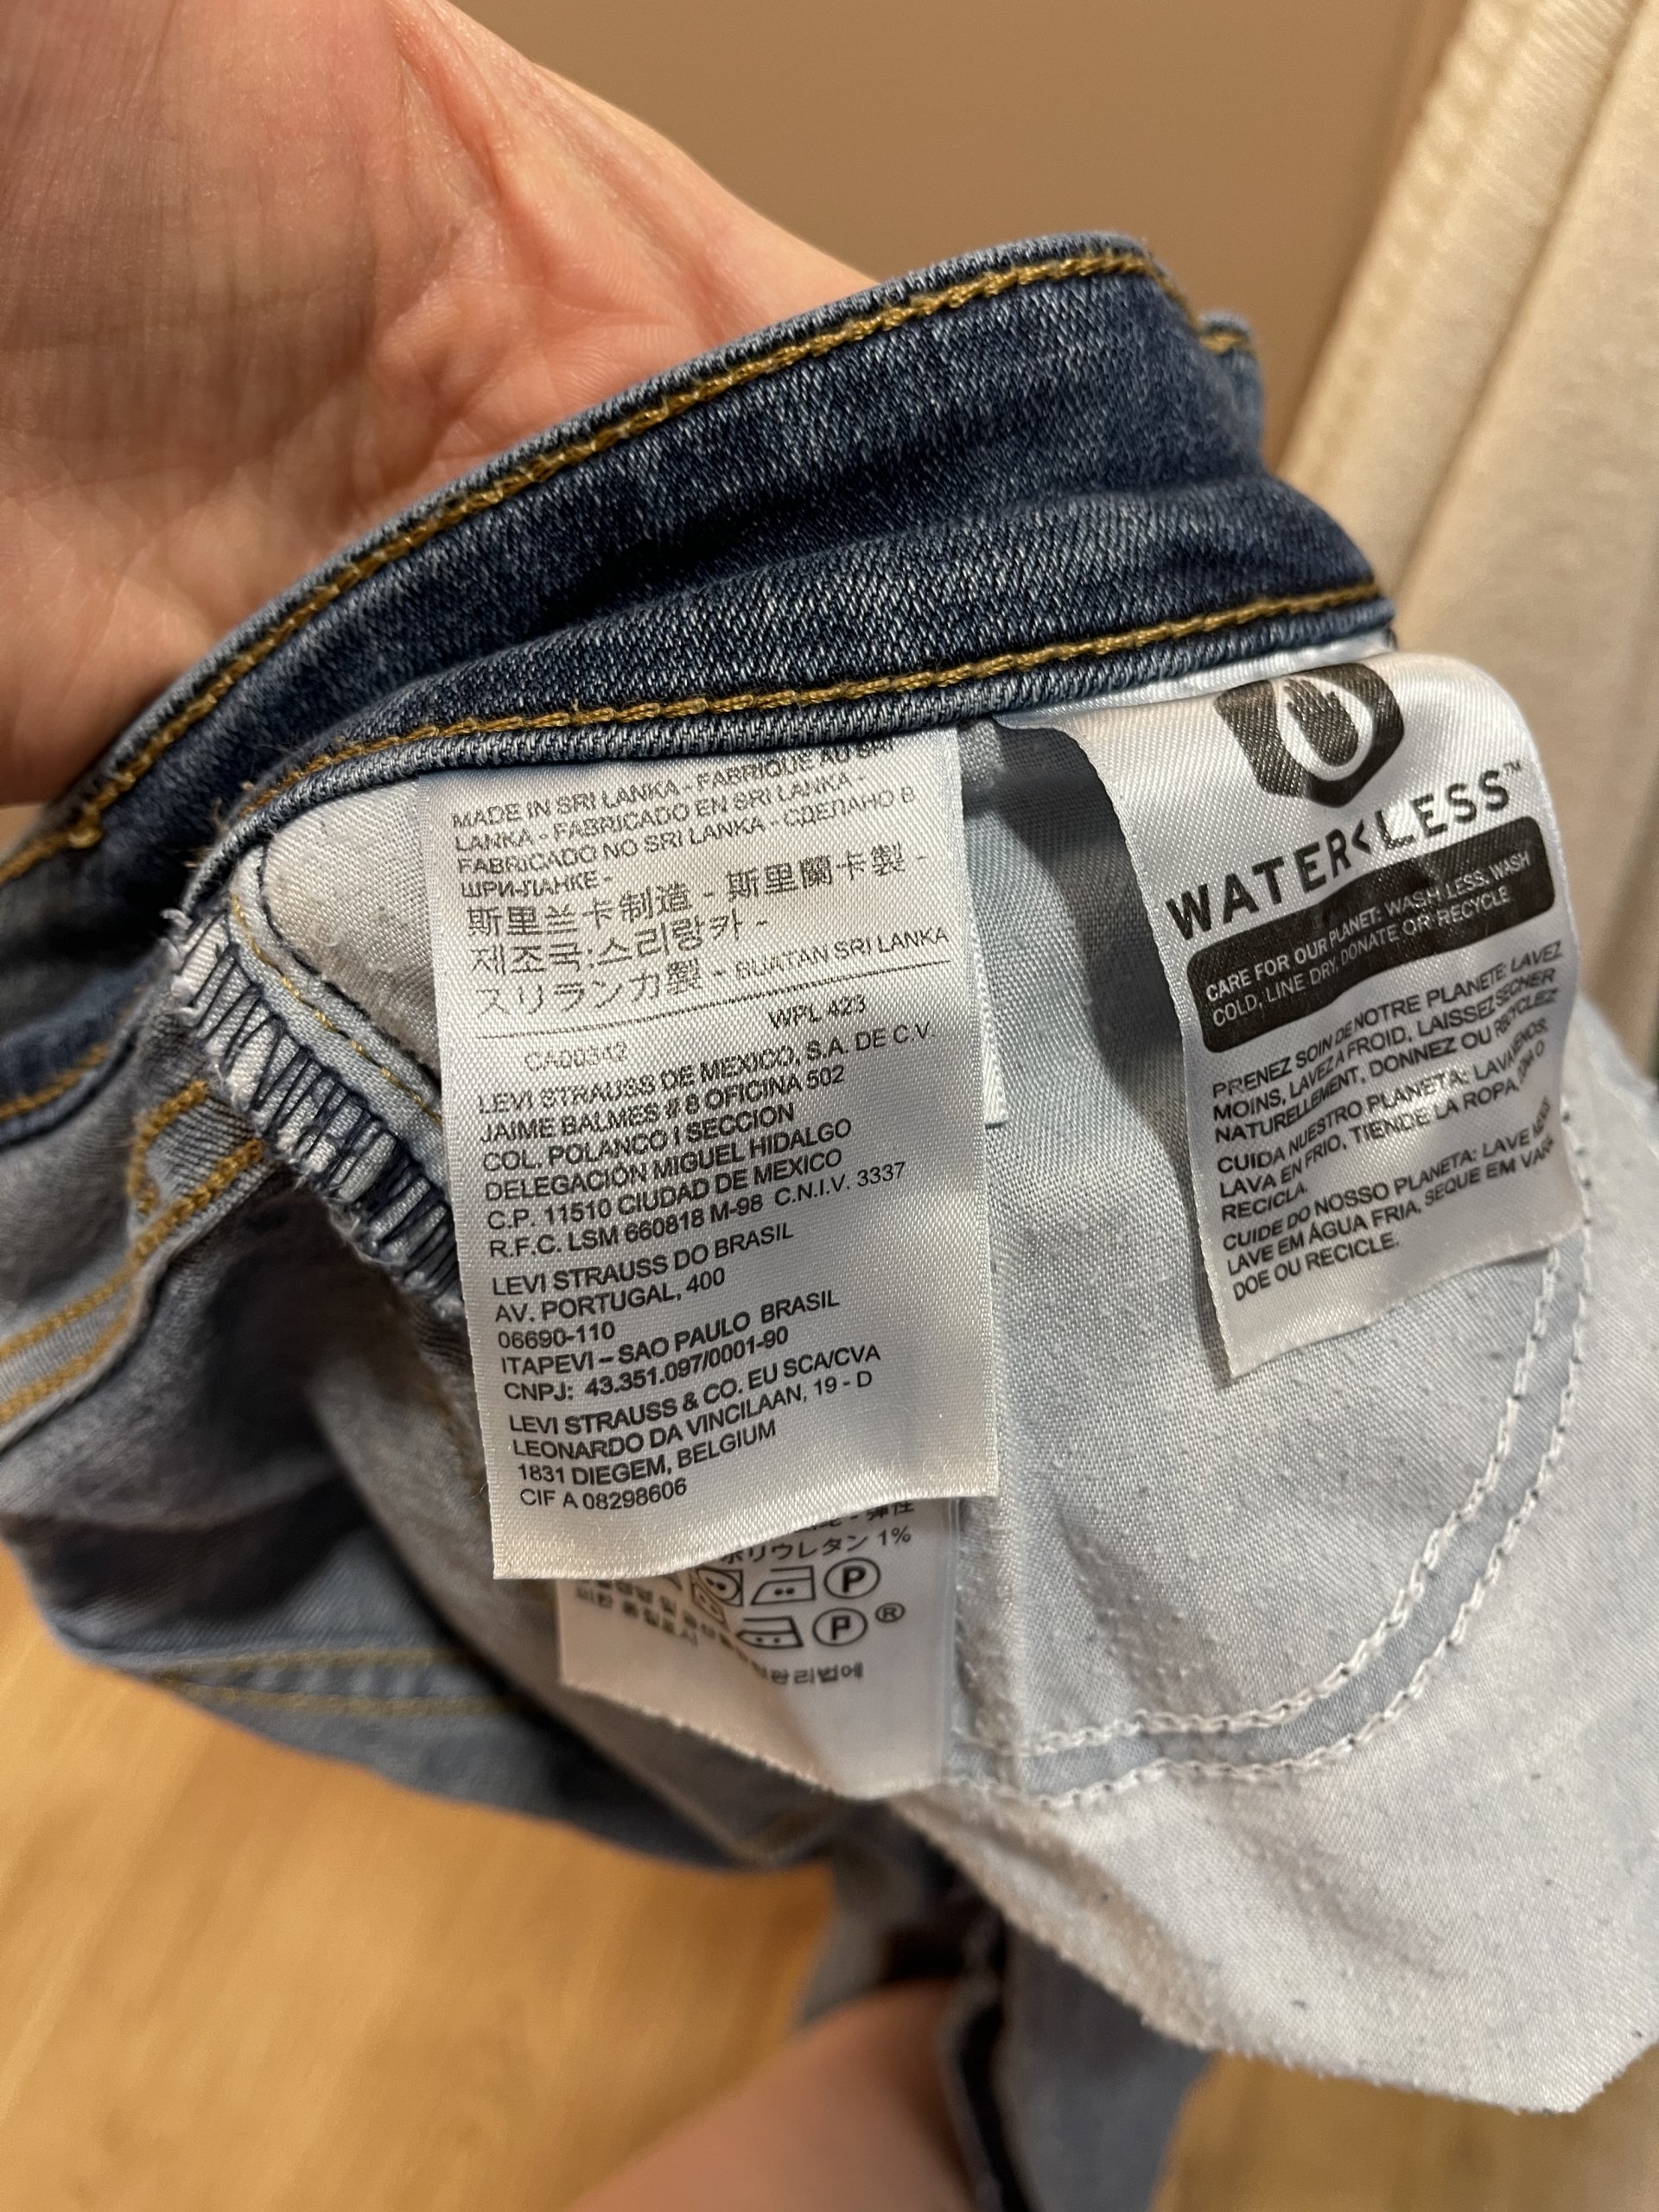 MADE IN SRI LANKA - FABRIQUE AU SRI
LANKA - FABRICADO EN SRI LANKA -
FABRICADO NO SRI LANKA - СДЕЛАНО В
ШРИ-ЛАНКЕ -
斯里兰卡制造 - 斯里蘭卡製 -
제조국:스리랑카 -
スリランカ製 - BUATAN SRI LANKA
WPL 423
CA00342
LEVI STRAUSS DE MEXICO, S.A. DE C.V.
JAIME BALMES # 8 OFICINA 502
COL. POLANCO I SECCION
DELEGACIÓN MIGUEL HIDALGO
C.P. 11510 CIUDAD DE MEXICO
R.F.C. LSM 660818 M-98 C.N.I.V. 3337
LEVI STRAUSS DO BRASIL
AV. PORTUGAL, 400
06690-110
ITAPEVI – SAO PAULO BRASIL
CNPJ: 43.351.097/0001-90
LEVI STRAUSS & CO. EU SCA/CVA
LEONARDO DA VINCILAAN, 19 - D
1831 DIEGEM, BELGIUM
CIF A 08298606
- 彈性
ポリウレタン 1%
P
P ®
WATER<LESS™
CARE FOR OUR PLANET: WASH LESS, WASH
COLD, LINE DRY, DONATE OR RECYCLE
PRENEZ SOIN DE NOTRE PLANETE: LAVEZ
MOINS, LAVEZ A FROID, LAISSEZ SECHER
NATURELLEMENT, DONNEZ OU RECYCLEZ
CUIDA NUESTRO PLANETA: LAVA MENOS,
LAVA EN FRIO, TIENDE LA ROPA,
RECICLA.
CUIDE DO NOSSO PLANETA: LAVE
LAVE EM ÁGUA FRIA, SEQUE EM
DOE OU RECICLE.